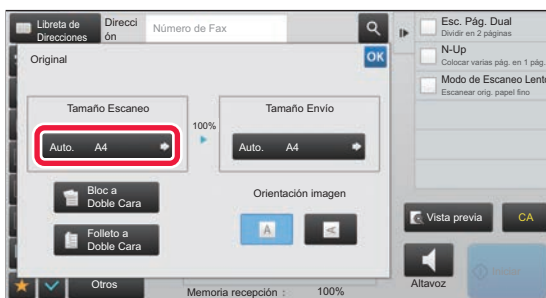 Libreta de
Direcciones
Direcci
ón
Número de Fax
Original
OK
Tamaño Escaneo
100%
Tamaño Envío
Auto. A4
Auto. A4
Bloc a
Doble Cara
Orientación imagen
A
Folleto a
Doble Cara
Otros
Memoria recepción : 100%
Esc. Pág. Dual
Dividir en 2 páginas
N-Up
Colocar varias pág. en 1 pág.
Modo de Escaneo Lento
Escanear orig. papel fino
Vista previa
CA
Altavoz